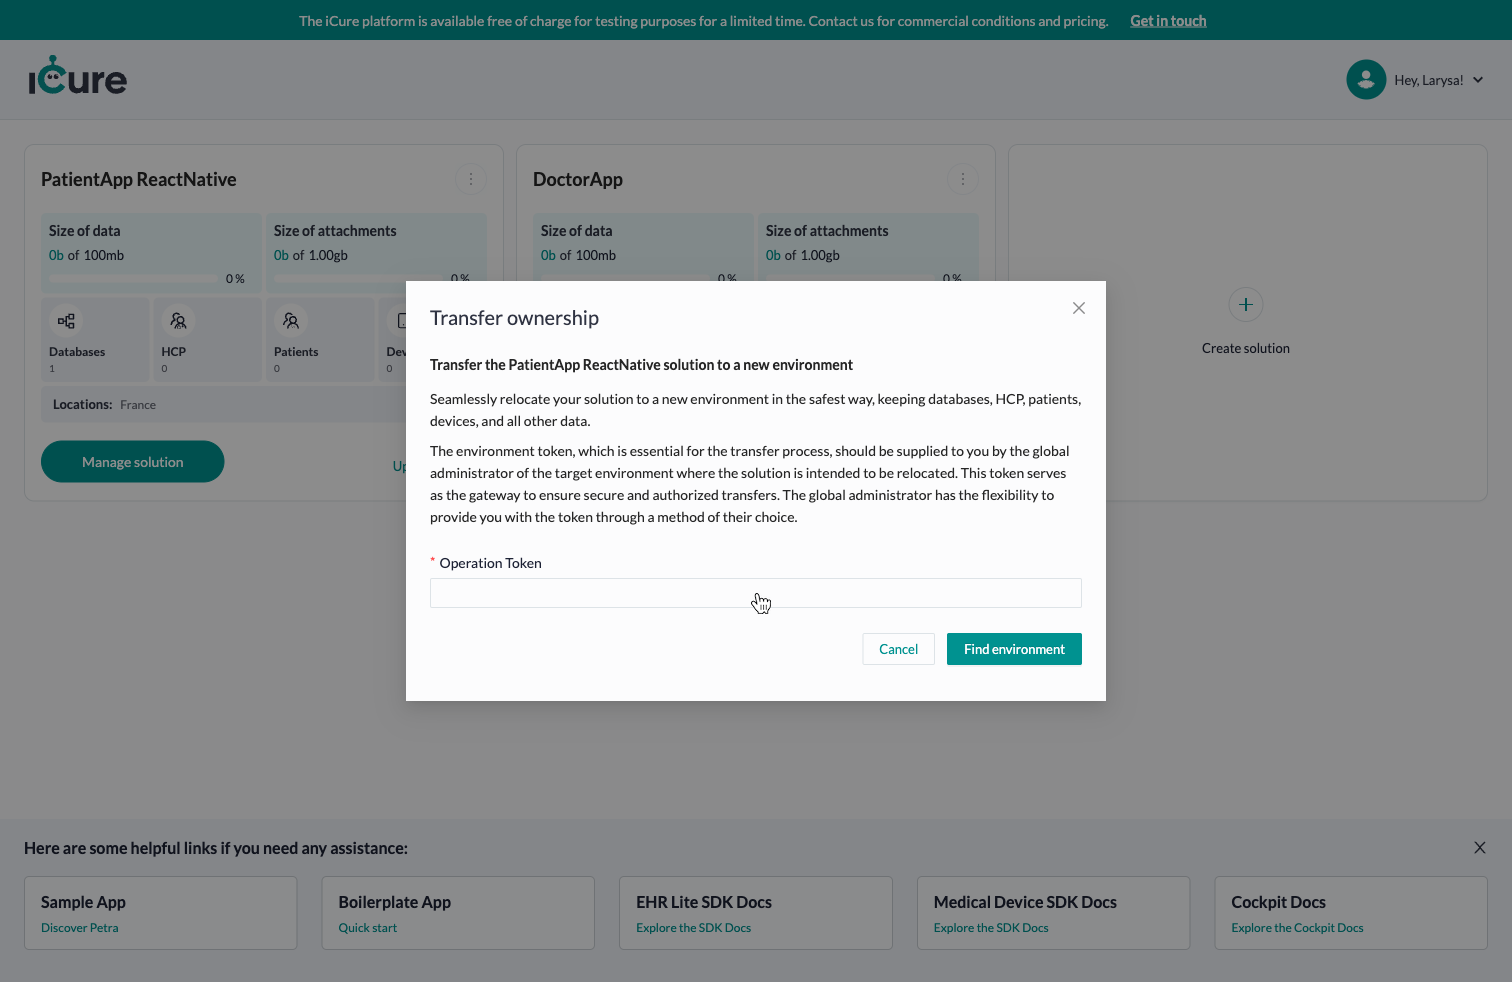 The iCure platform is available free of charge for testing purposes for a limited time. Contact us for commercial conditions and pricing. Get in touch
iCure
Hey, Larysa!
PatientApp ReactNative
Size of data
0b of 100mb
0 %
Size of attachments
0b of 1.00gb
0 %
Databases
1
HCP
0
Patients
0
Dev
0
Locations: France
Manage solution
Up
DoctorApp
Size of data
0b of 100mb
0 %
Size of attachments
0b of 1.00gb
0 %
Create solution
Transfer ownership
Transfer the PatientApp ReactNative solution to a new environment
Seamlessly relocate your solution to a new environment in the safest way, keeping databases, HCP, patients,
devices, and all other data.
The environment token, which is essential for the transfer process, should be supplied to you by the global
administrator of the target environment where the solution is intended to be relocated. This token serves
as the gateway to ensure secure and authorized transfers. The global administrator has the flexibility to
provide you with the token through a method of their choice.
* Operation Token
Cancel
Find environment
Here are some helpful links if you need any assistance:
Sample App
Discover Petra
Boilerplate App
Quick start
EHR Lite SDK Docs
Explore the SDK Docs
Medical Device SDK Docs
Explore the SDK Docs
Cockpit Docs
Explore the Cockpit Docs